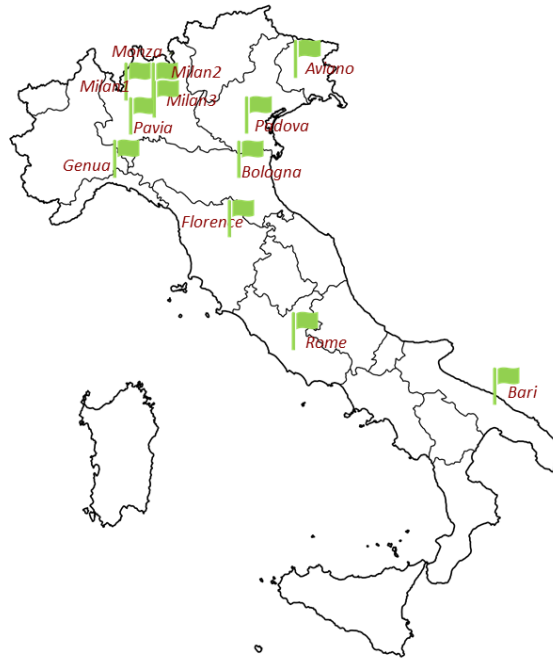 Monza
Milan2
Aviano
Milan1
Milan3
Pavia
Padova
Genua
Bologna
Florence
Rome
Bari